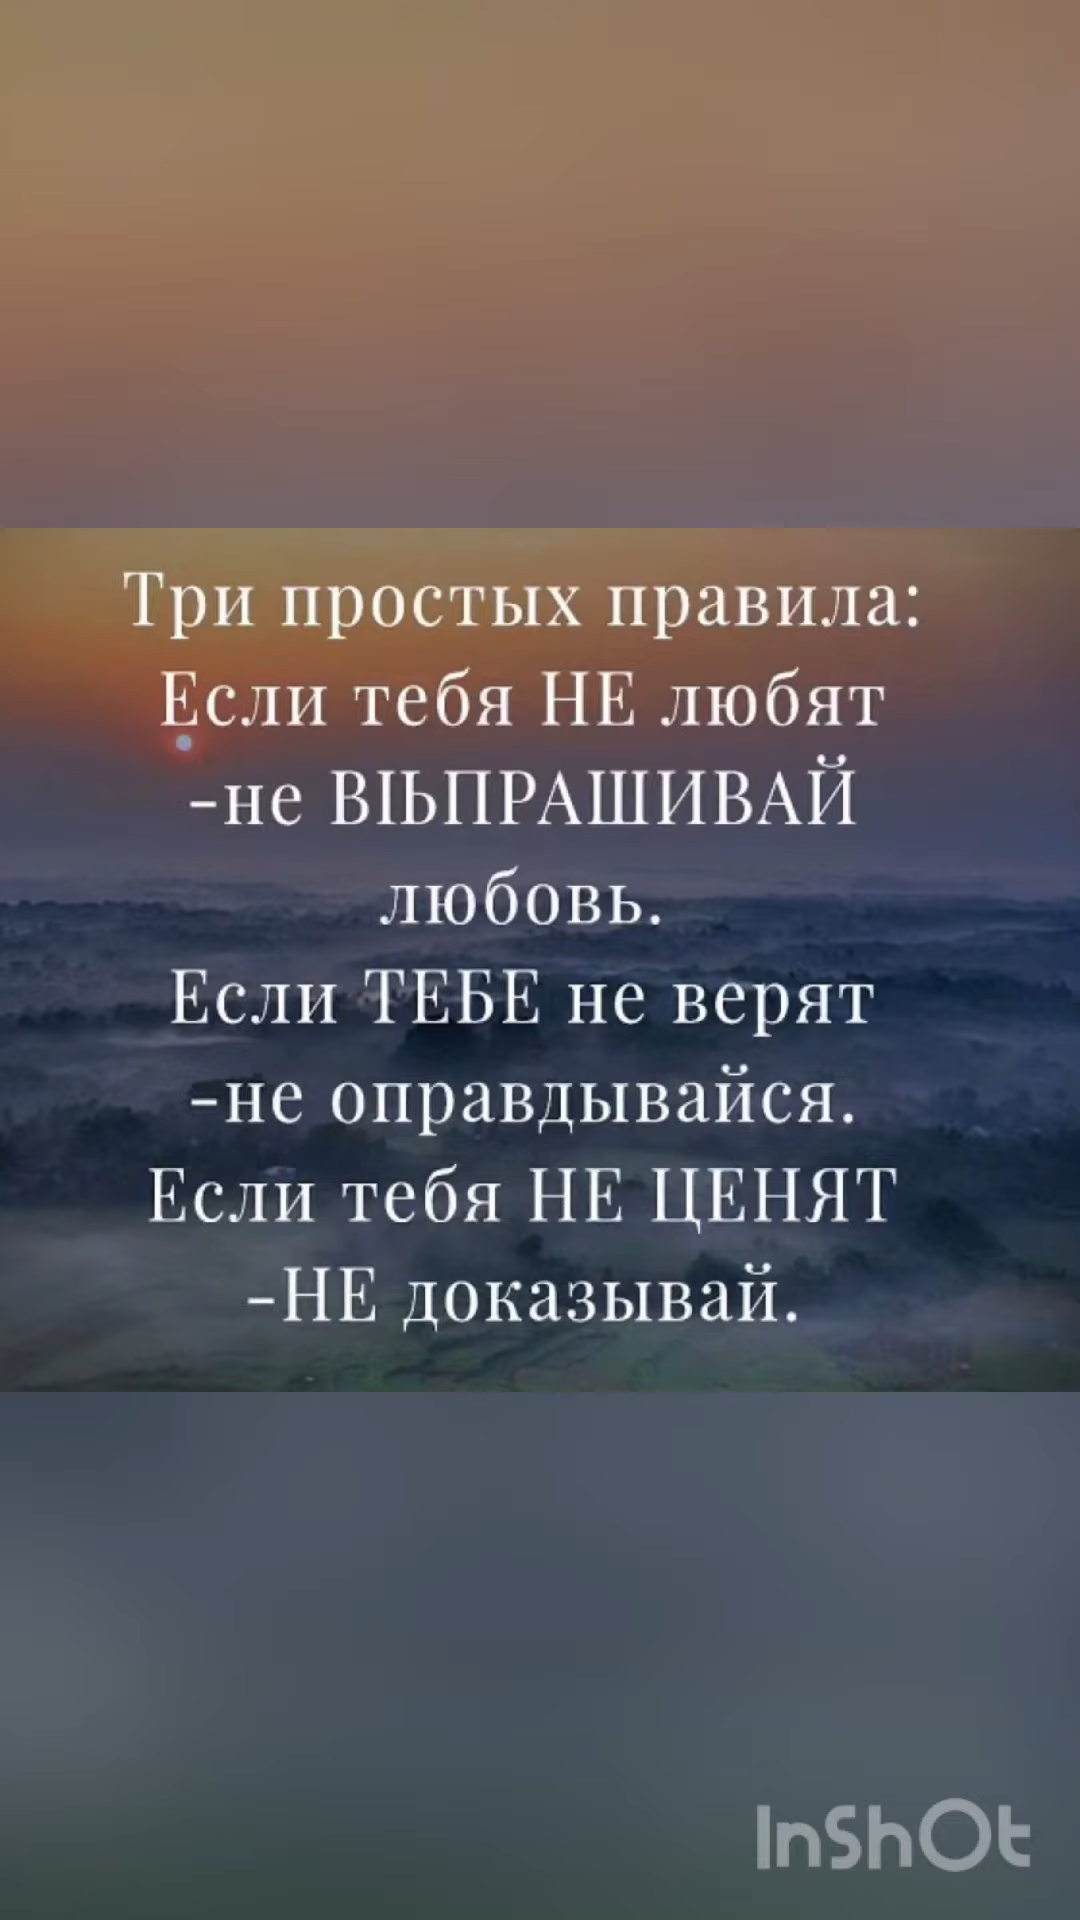 Три простых правила:
Если тебя НЕ любят
-не ВІЬПРАШИВАЙ
любовь.
Если ТЕБЕ не верят
-не оправдывайся.
Если тебя НЕ ЦЕНЯТ
-НЕ доказывай.
InShOt